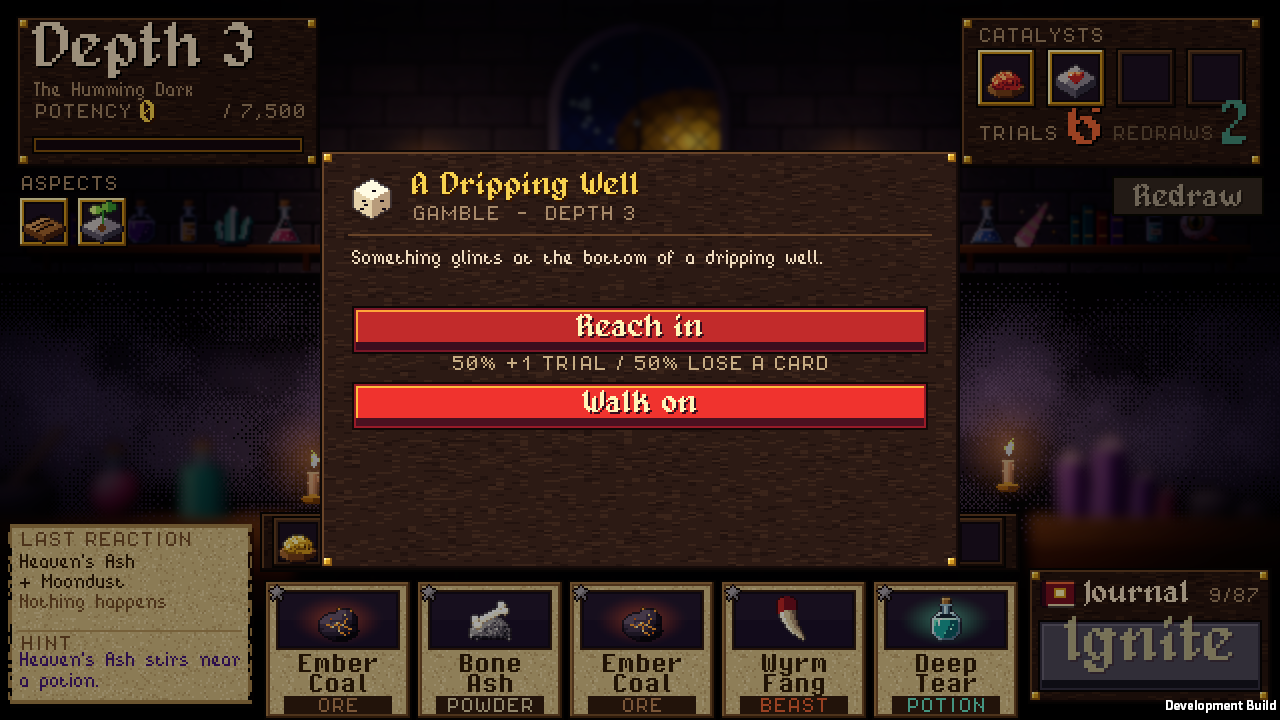 Depth 3
The Humming Dark
POTENCY 0 / 7,500
ASPECTS
CATALYSTS
TRIALS 6 REDRAWS 2
Redraw
A Dripping Well
GAMBLE - DEPTH 3
Something glints at the bottom of a dripping well.
Reach in
50% +1 TRIAL / 50% LOSE A CARD
Walk on
LAST REACTION
Heaven's Ash
+ Moondust
Nothing happens
HINT
Heaven's Ash stirs near
a potion.
Ember
Coal
ORE
Bone
Ash
POWDER
Ember
Coal
ORE
Wyrm
Fang
BEAST
Deep
Tear
POTION
Journal 9/87
Ignite
Development Build